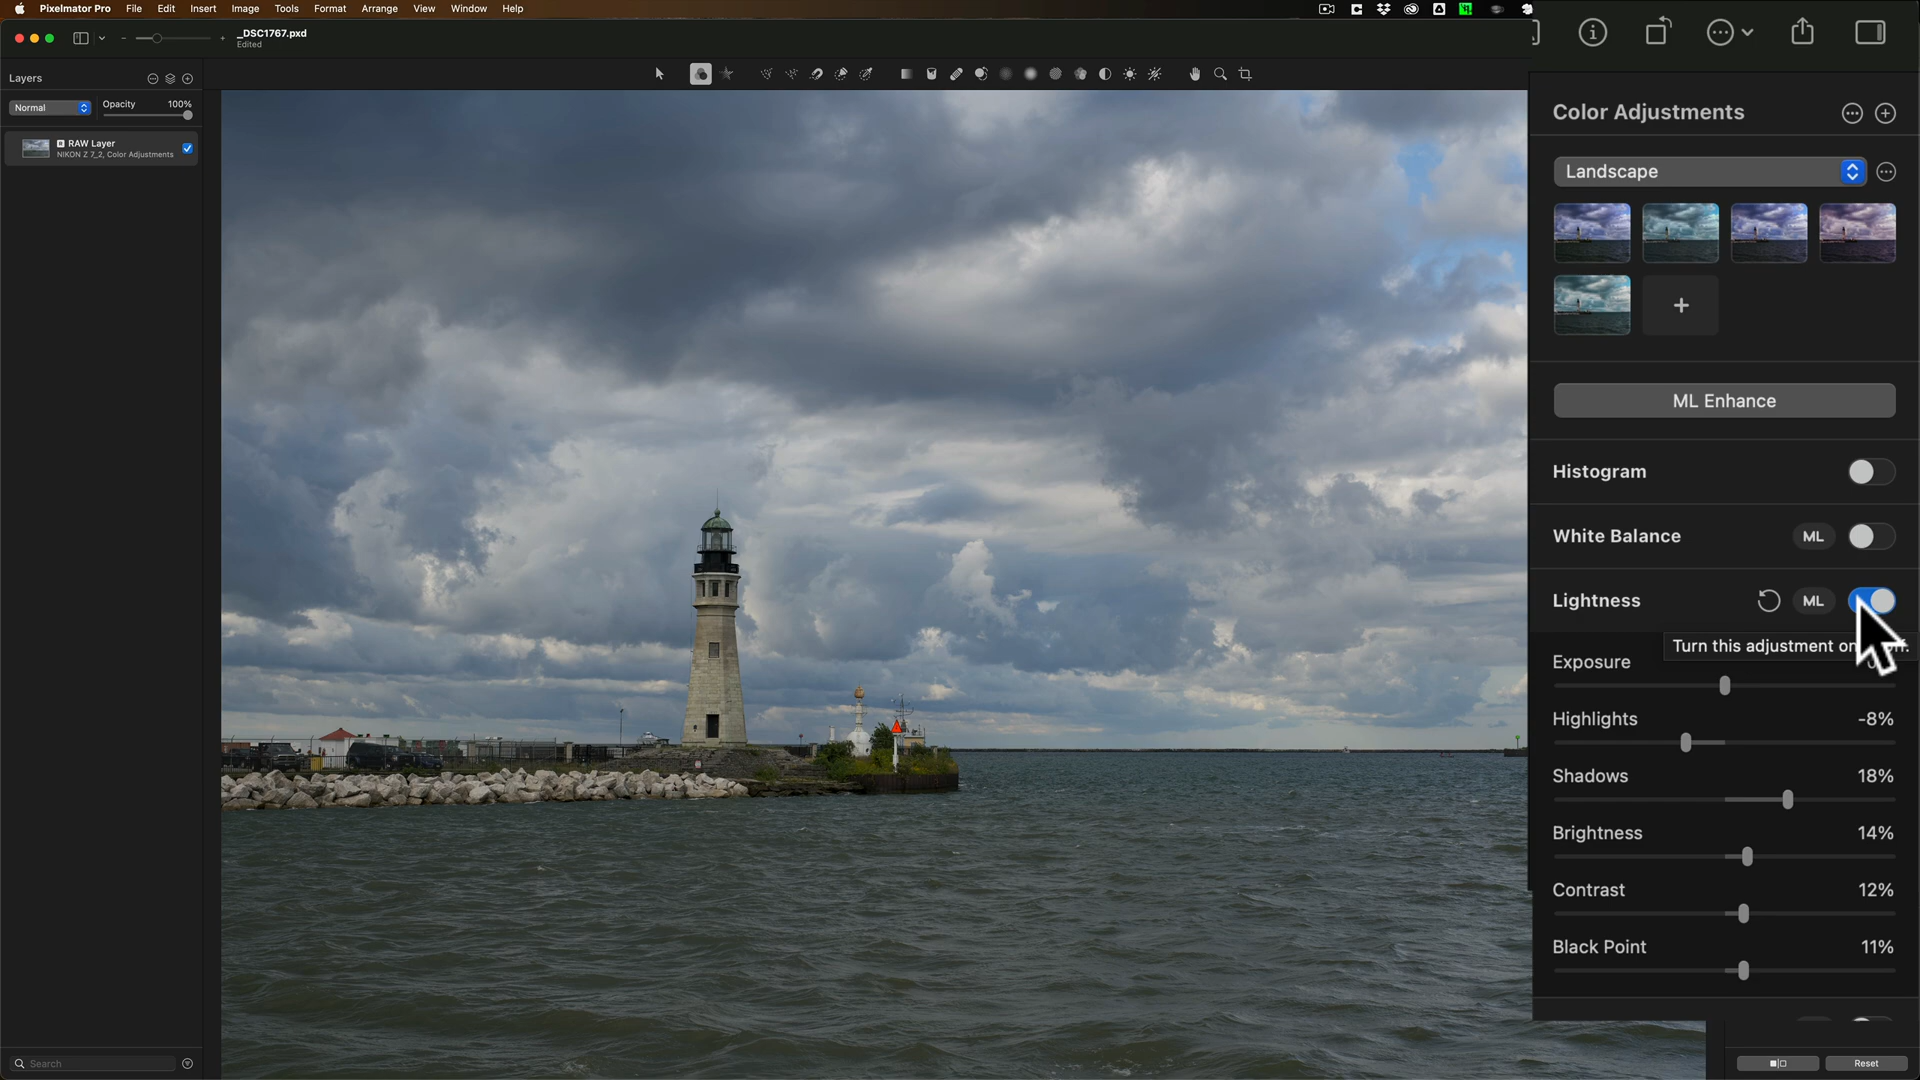 Pixelmator Pro File Edit Insert Image Tools Format Arrange View Window Help
_DSC1767.pxd
Edited
Layers
Normal
Opacity 100%
RAW Layer
NIKON Z 7_2, Color Adjustments
Search
Color Adjustments
Landscape
ML Enhance
Histogram
White Balance ML
Lightness ML
Turn this adjustment on
Exposure
Highlights -8%
Shadows 18%
Brightness 14%
Contrast 12%
Black Point 11%
Reset